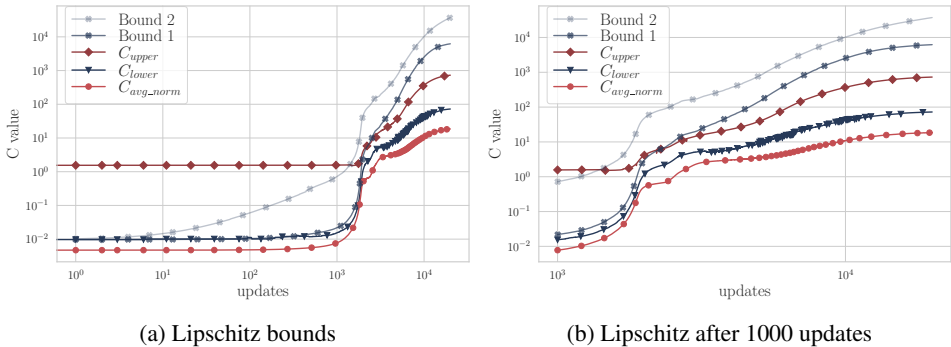 Bound 2
Bound 1
C_upper
C_lower
C_avg_norm
C value
10^4
10^3
10^2
10^1
10^0
10^−1
10^−2
10^0
10^1
10^2
10^3
10^4
updates
(a) Lipschitz bounds
Bound 2
Bound 1
C_upper
C_lower
C_avg_norm
C value
10^4
10^3
10^2
10^1
10^0
10^−1
10^−2
10^3
10^4
updates
(b) Lipschitz after 1000 updates